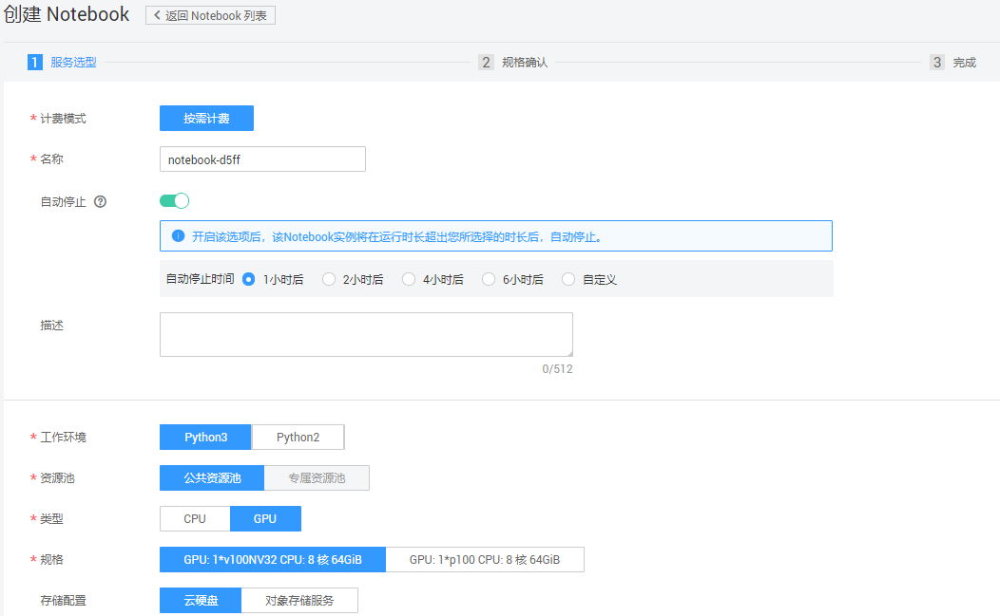 创建 Notebook 返回 Notebook 列表
1 服务选型 2 规格确认 3 完成
* 计费模式 按需计费
* 名称 notebook-d5ff
自动停止 ?
开启该选项后，该Notebook实例将在运行时长超出您所选择的时长后，自动停止。
自动停止时间 1小时后 2小时后 4小时后 6小时后 自定义
描述
0/512
* 工作环境 Python3 Python2
* 资源池 公共资源池 专属资源池
* 类型 CPU GPU
* 规格 GPU: 1*v100NV32 CPU: 8 核 64GiB GPU: 1*p100 CPU: 8 核 64GiB
存储配置 云硬盘 对象存储服务